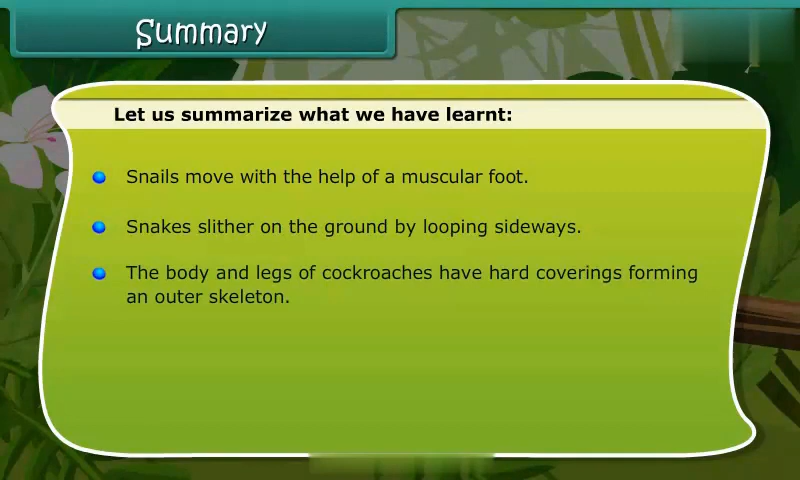 Summary
Let us summarize what we have learnt:
Snails move with the help of a muscular foot.
Snakes slither on the ground by looping sideways.
The body and legs of cockroaches have hard coverings forming
an outer skeleton.